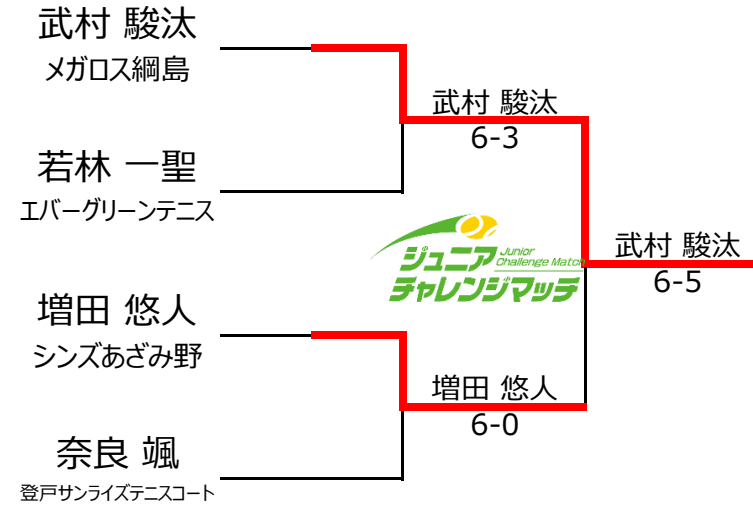 武村 駿汰
メガロス綱島
武村 駿汰
6-3
若林 一聖
エバーグリーンテニス
ジュニア
Junior
Challenge Match
チャレンジマッチ
武村 駿汰
6-5
増田 悠人
シンズあざみ野
増田 悠人
6-0
奈良 颯
登戸サンライズテニスコート